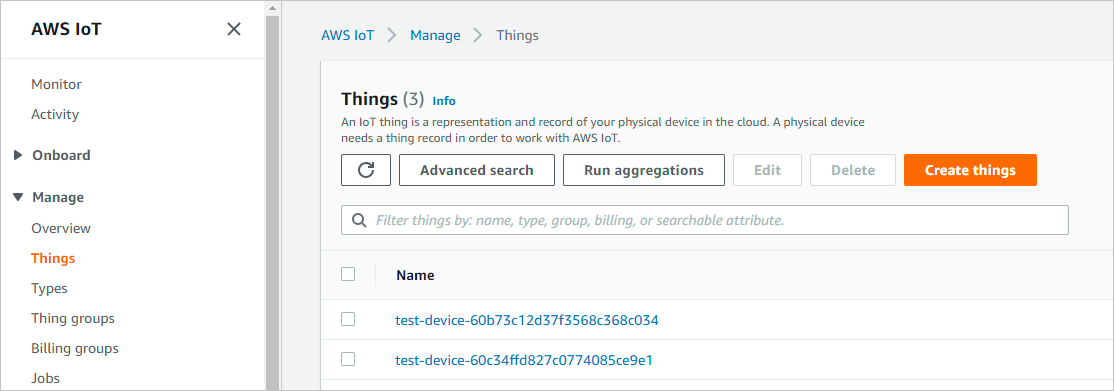 AWS IoT
Monitor
Activity
Onboard
Manage
Overview
Things
Types
Thing groups
Billing groups
Jobs
AWS IoT Manage Things
Things (3) Info
An IoT thing is a representation and record of your physical device in the cloud. A physical device
needs a thing record in order to work with AWS IoT.
Advanced search Run aggregations Edit Delete Create things
Filter things by: name, type, group, billing, or searchable attribute.
Name
test-device-60b73c12d37f3568c368c034
test-device-60c34ffd827c0774085ce9e1